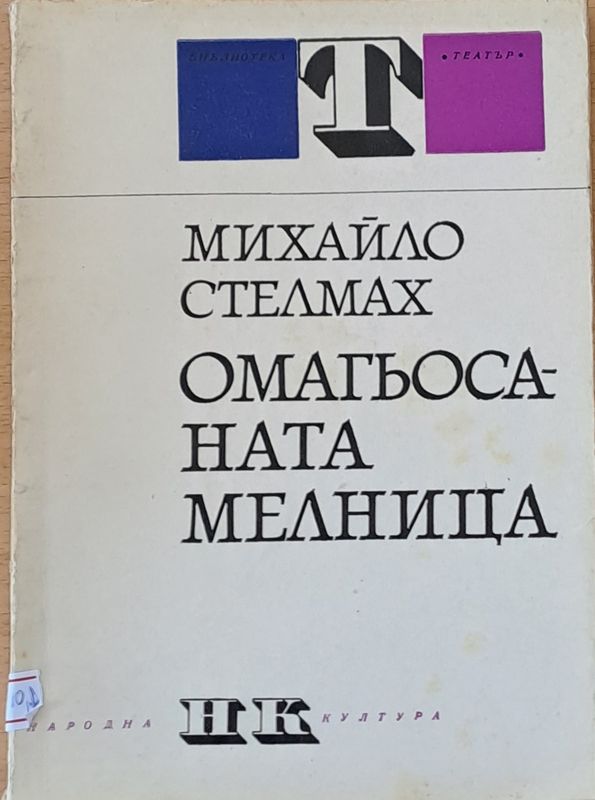 БИБЛИОТЕКА Т • ТЕАТЪР •
МИХАЙЛО
СТЕЛМАХ
ОМАГЬОСА-
НАТА
МЕЛНИЦА
НАРОДНА НК КУЛТУРА